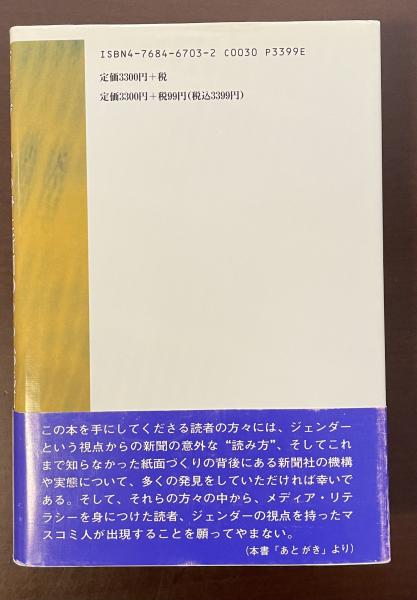 ISBN4-7684-6703-2 C0030 P3399E
定価3300円+税
定価3300円+税99円(税込3399円)
この本を手にしてくださる読者の方々には、ジェンダー
という視点からの新聞の意外な“読み方”、そしてこれ
まで知らなかった紙面づくりの背後にある新聞社の機構
や実態について、多くの発見をしていただければ幸いで
ある。そして、それらの方々の中から、メディア・リテ
ラシーを身につけた読者、ジェンダーの視点を持ったマ
スコミ人が出現することを願ってやまない。
(本書「あとがき」より)